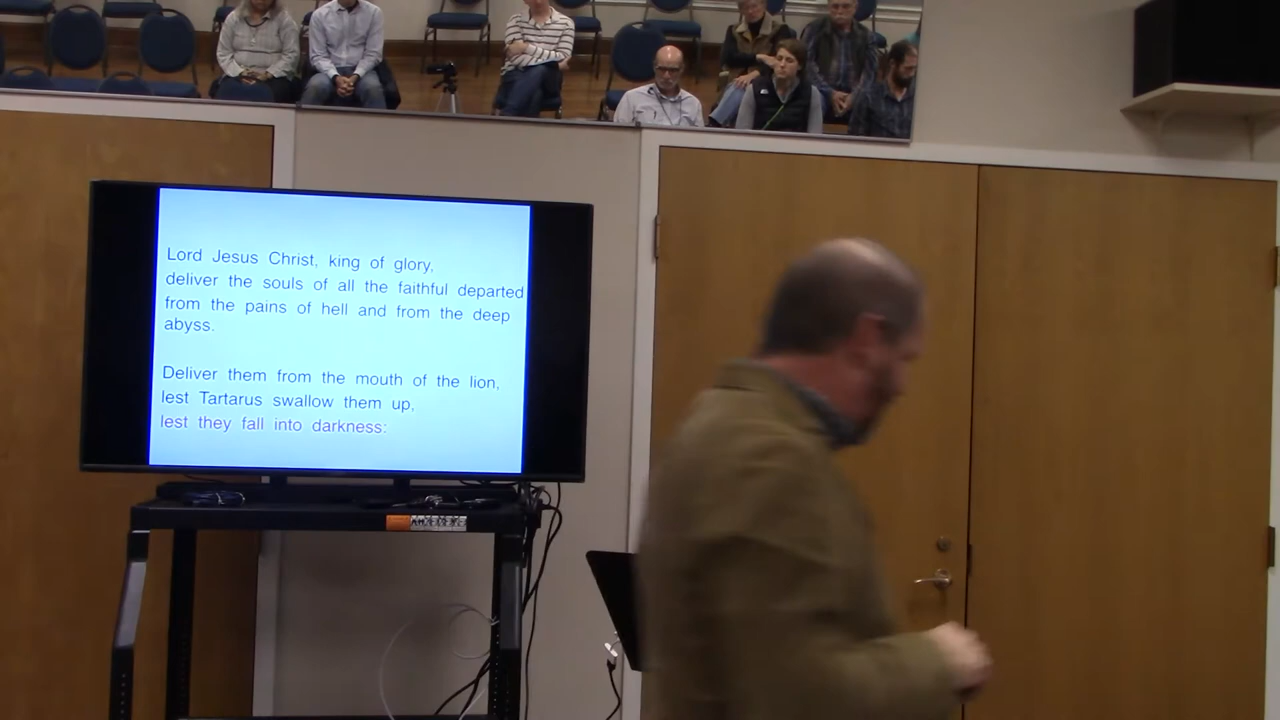 Lord Jesus Christ, king of glory,
deliver the souls of all the faithful departed
from the pains of hell and from the deep
abyss.
Deliver them from the mouth of the lion,
lest Tartarus swallow them up,
lest they fall into darkness: